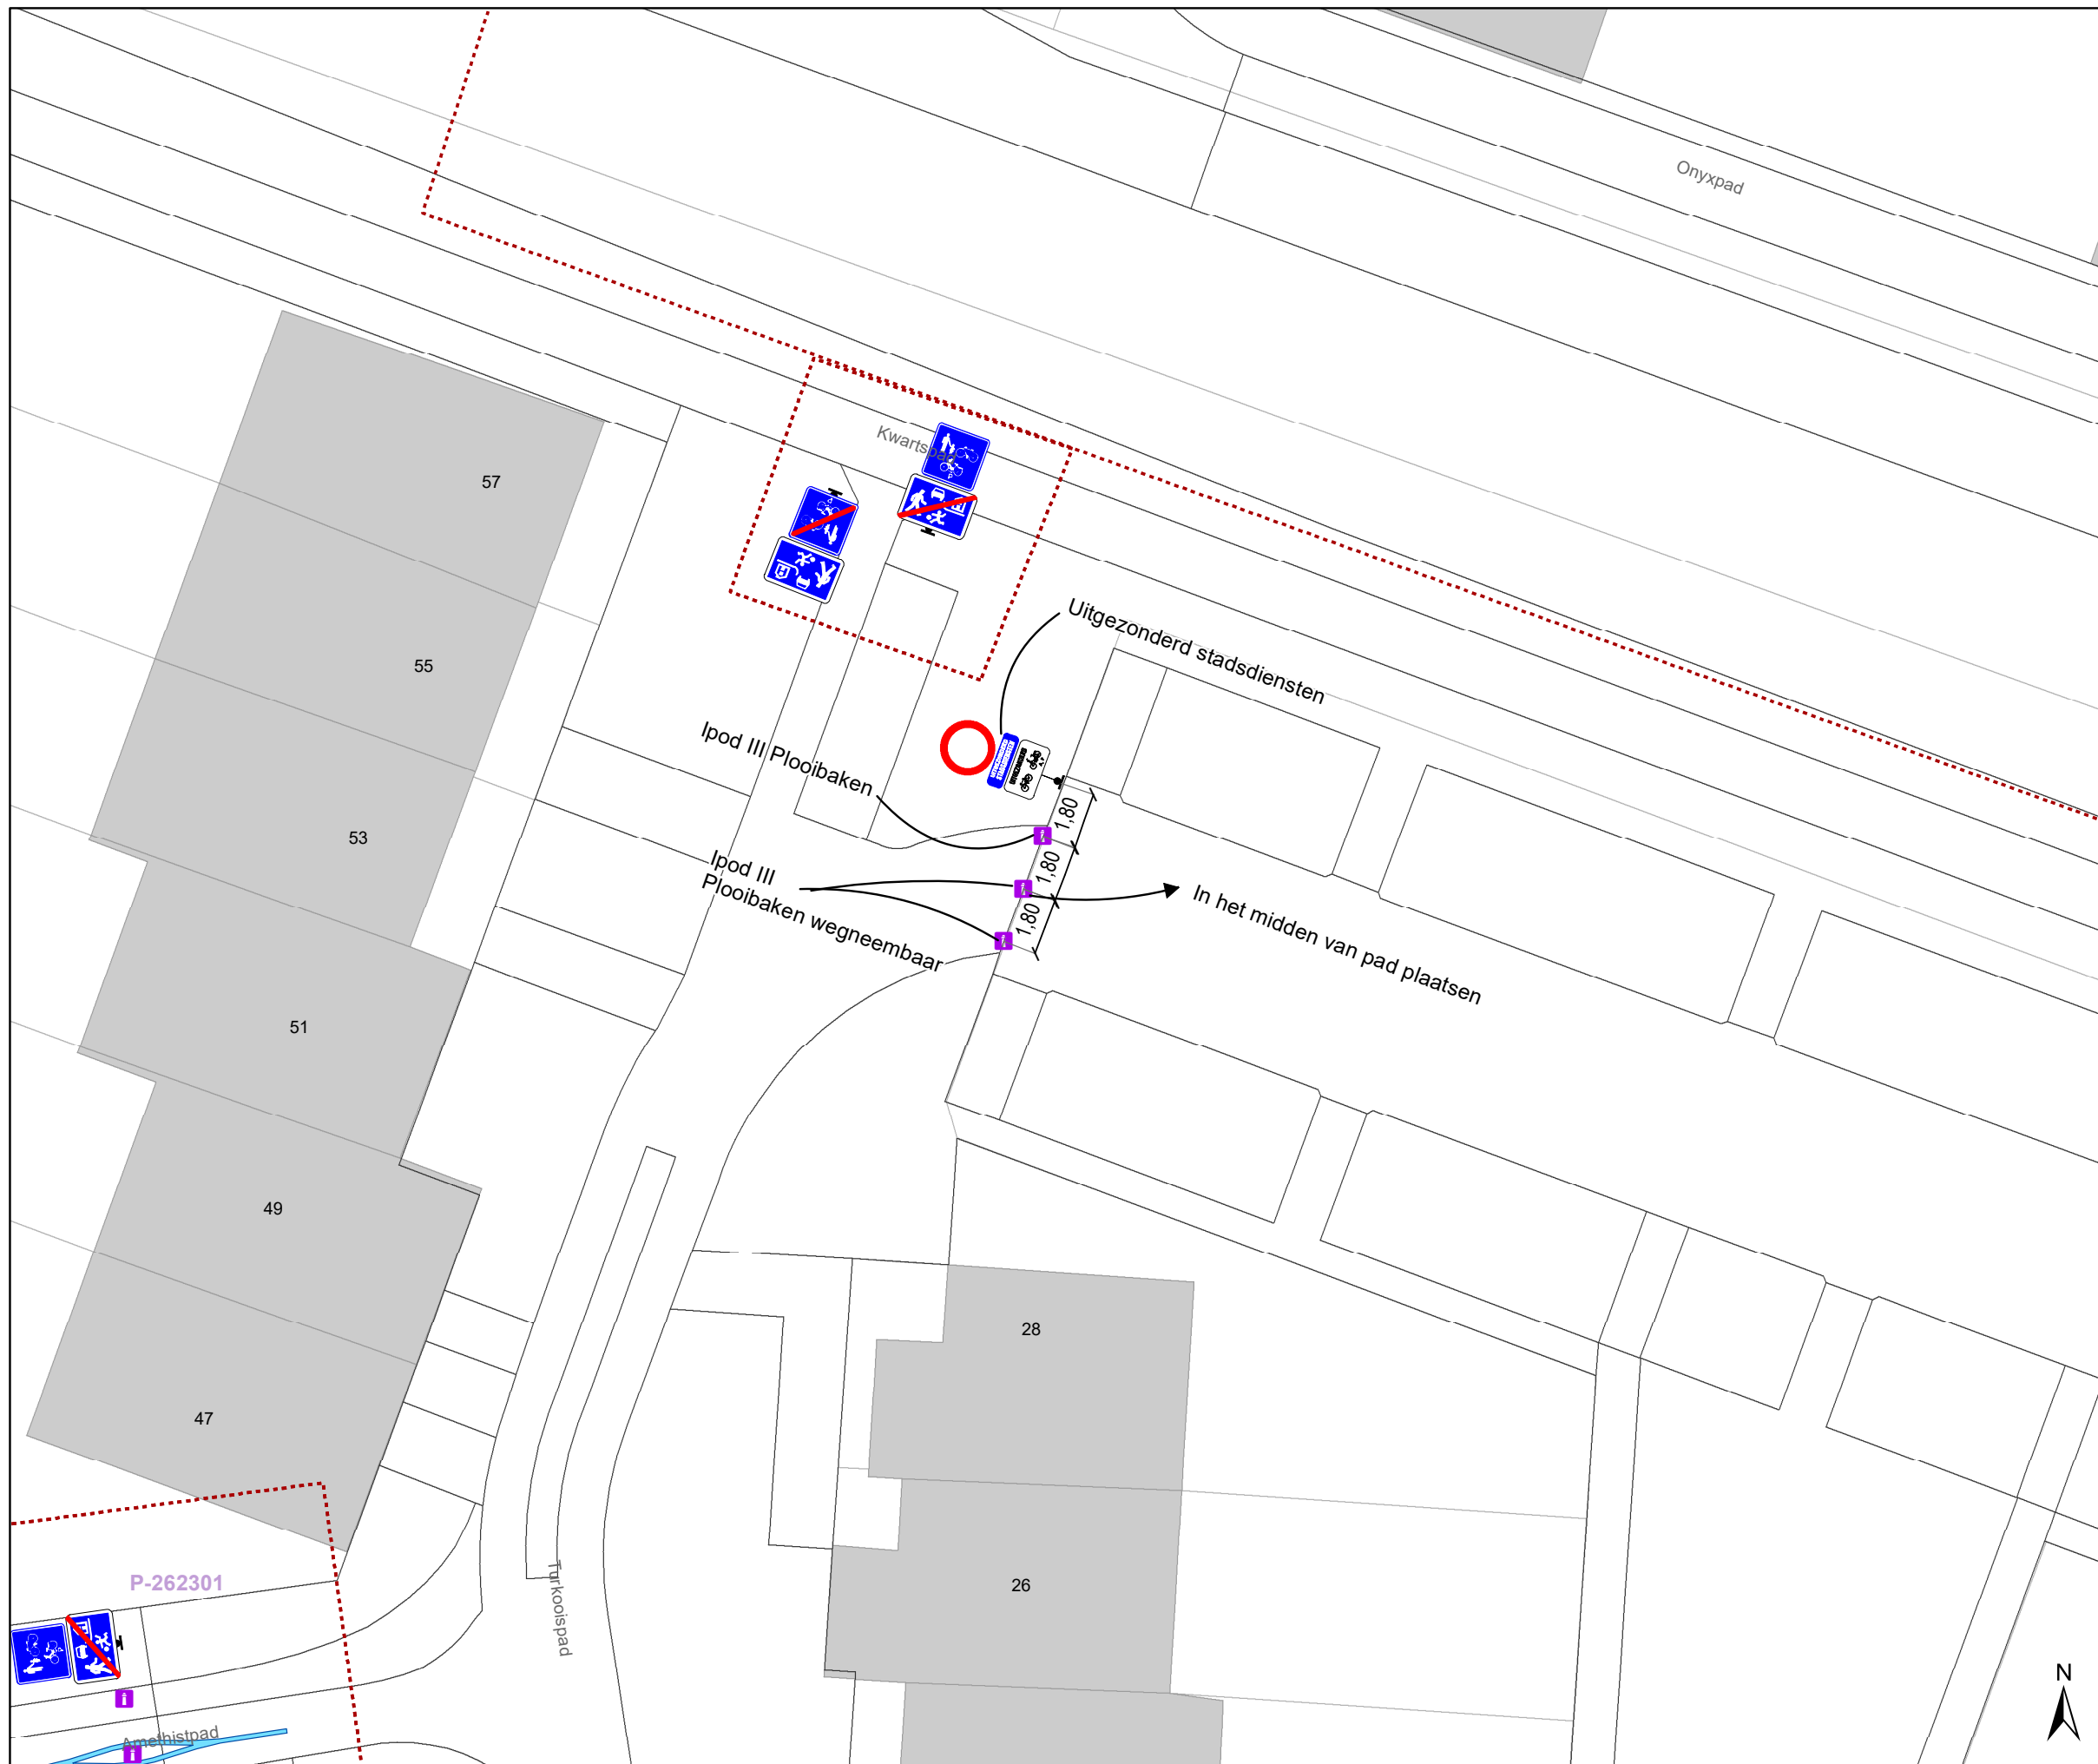 Onyxpad
Kwartspad
57
Uitgezonderd stadsdiensten
55
Ipod III Plooibaken
1,80
53
1,80
Ipod III
Plooibaken wegneembaar
1,80
In het midden van pad plaatsen
51
49
28
47
P-262301
26
Turkooispad
Amethistpad
N